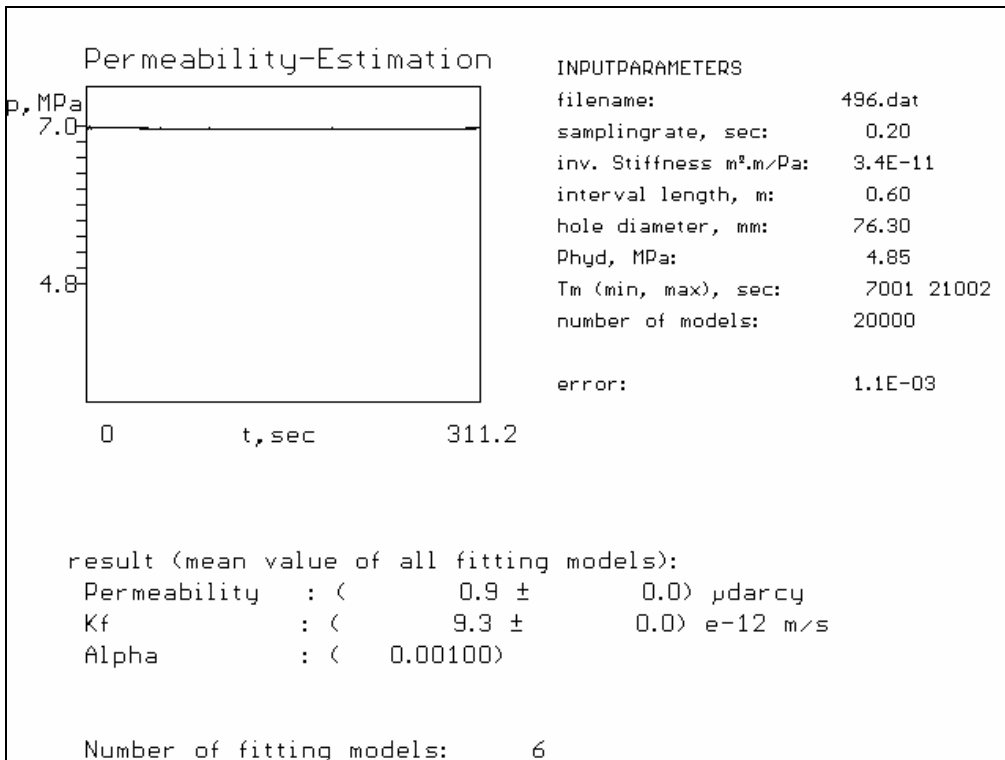 Permeability-Estimation
p,MPa
7.0
4.8
0 t,sec 311.2
INPUTPARAMETERS
filename: 496.dat
samplingrate, sec: 0.20
inv. Stiffness m².m/Pa: 3.4E-11
interval length, m: 0.60
hole diameter, mm: 76.30
Phyd, MPa: 4.85
Tm (min, max), sec: 7001 21002
number of models: 20000
error: 1.1E-03
result (mean value of all fitting models):
Permeability : ( 0.9 ± 0.0) µdarcy
Kf : ( 9.3 ± 0.0) e-12 m/s
Alpha : ( 0.00100)
Number of fitting models: 6